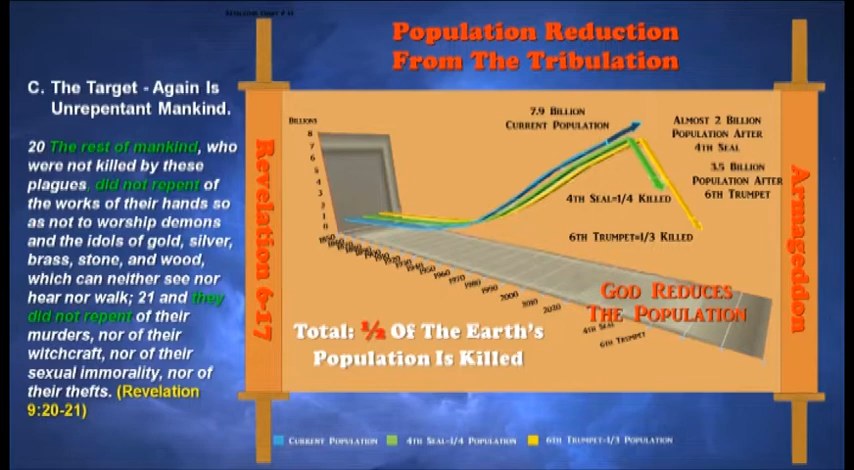 Population Reduction
From The Tribulation
C. The Target - Again Is
Unrepentant Mankind.
20 The rest of mankind, who
were not killed by these
plagues, did not repent of
the works of their hands so
as not to worship demons
and the idols of gold, silver,
brass, stone, and wood,
which can neither see nor
hear nor walk; 21 and they
did not repent of their
murders, nor of their
witchcraft, nor of their
sexual immorality, nor of
their thefts. (Revelation
9:20-21)
Revelation 6-17
Billions
8
7
6
5
4
3
2
1
0
7.9 Billion
Current Population
Almost 2 Billion
Population After
4th Seal
3.5 Billion
Population After
6th Trumpet
4th Seal=1/4 Killed
6th Trumpet=1/3 Killed
1850
1940
1950
1960
1970
1980
1990
2000
2010
2020
4th Seal
6th Trumpet
God Reduces
The Population
Total: 1/2 Of The Earth's
Population Is Killed
Armageddon
Current Population
4th Seal-1/4 Population
6th Trumpet-1/3 Population